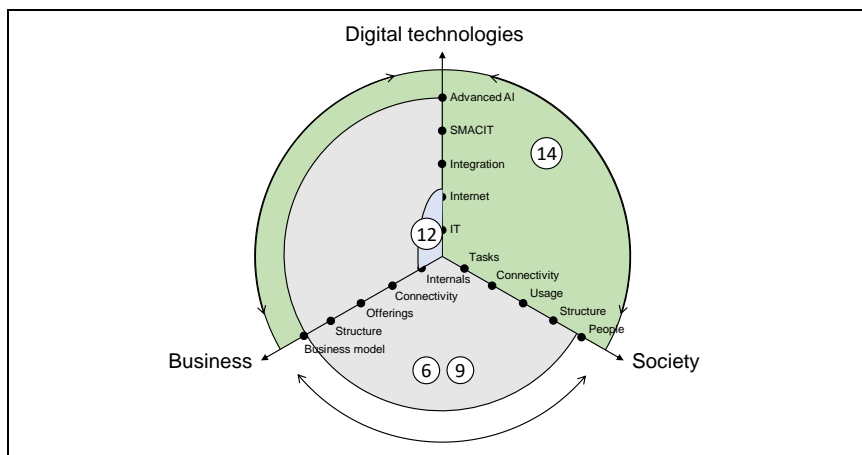 Digital technologies
Advanced AI
SMACIT
14
Integration
Internet
12
IT
Tasks
Internals
Connectivity
Connectivity
Usage
Offerings
Structure
Structure
People
Business model
Business
Society
6
9